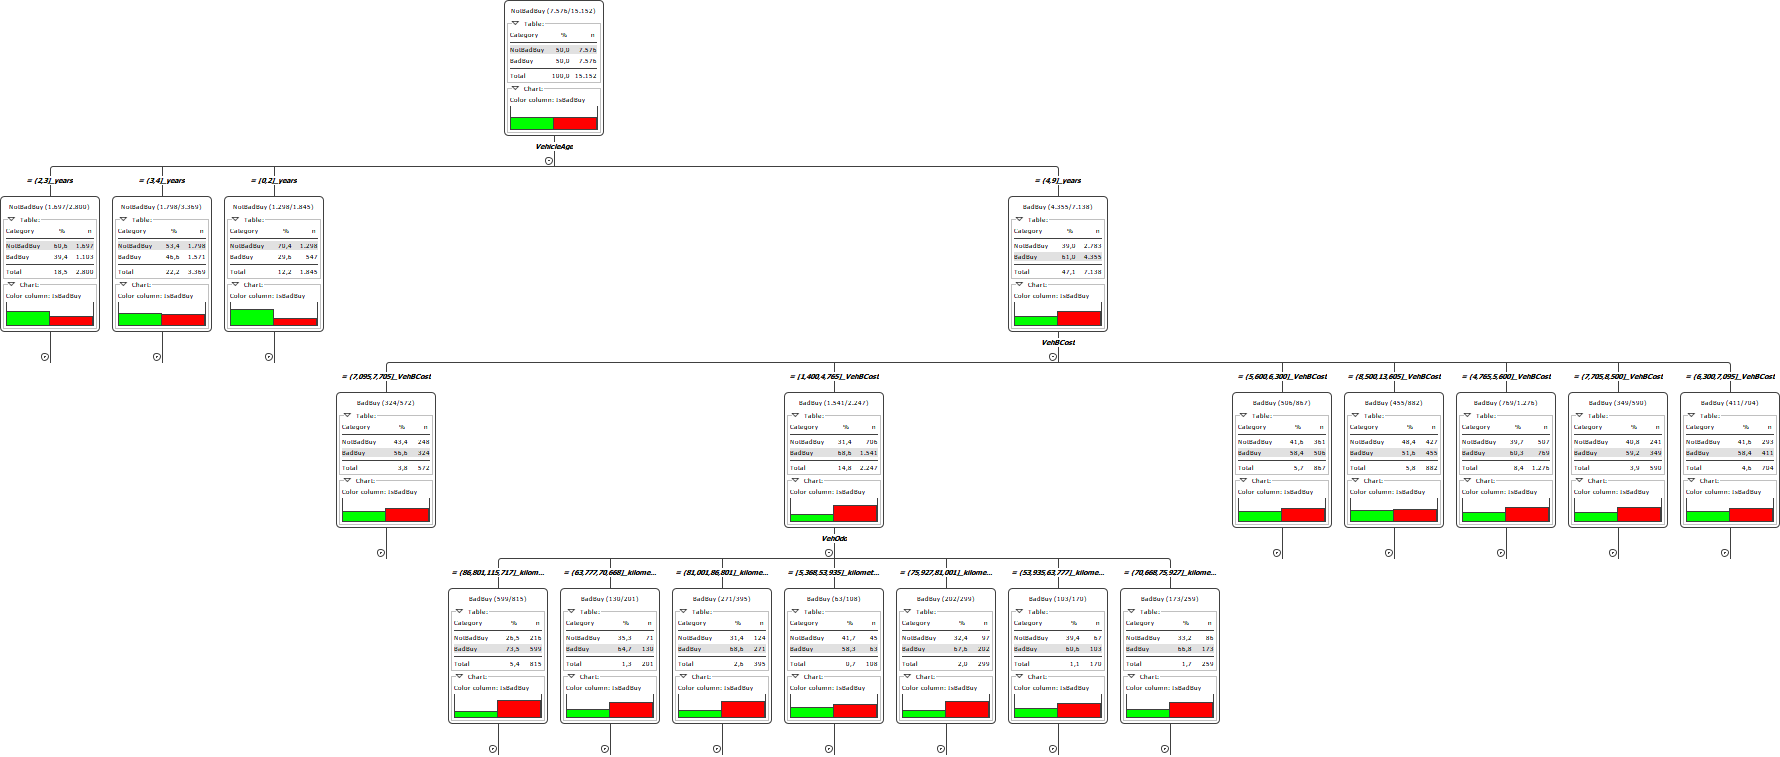 NotBadBuy (7.576/15.152)
Table:
Category % n
NotBadBuy 50,0 7.576
BadBuy 50,0 7.576
Total 100,0 15.152
Chart:
Color column: IsBadBuy
VehicleAge
= (2,3]_years
NotBadBuy (1.697/2.800)
Table:
Category % n
NotBadBuy 60,6 1.697
BadBuy 39,4 1.103
Total 18,5 2.800
Chart:
Color column: IsBadBuy
= (3,4]_years
NotBadBuy (1.798/3.369)
Table:
Category % n
NotBadBuy 53,4 1.798
BadBuy 46,6 1.571
Total 22,2 3.369
Chart:
Color column: IsBadBuy
= [0,2]_years
NotBadBuy (1.298/1.845)
Table:
Category % n
NotBadBuy 70,4 1.298
BadBuy 29,6 547
Total 12,2 1.845
Chart:
Color column: IsBadBuy
= (4,9]_years
BadBuy (4.355/7.138)
Table:
Category % n
NotBadBuy 39,0 2.783
BadBuy 61,0 4.355
Total 47,1 7.138
Chart:
Color column: IsBadBuy
VehBCost
= (7,095,7,705]_VehBCost
BadBuy (324/572)
Table:
Category % n
NotBadBuy 43,4 248
BadBuy 56,6 324
Total 3,8 572
Chart:
Color column: IsBadBuy
= [1,400,4,765]_VehBCost
BadBuy (1.541/2.247)
Table:
Category % n
NotBadBuy 31,4 706
BadBuy 68,6 1.541
Total 14,8 2.247
Chart:
Color column: IsBadBuy
= (5,600,6,300]_VehBCost
BadBuy (506/867)
Table:
Category % n
NotBadBuy 41,6 361
BadBuy 58,4 506
Total 5,7 867
Chart:
Color column: IsBadBuy
= (8,500,13,605]_VehBCost
BadBuy (455/882)
Table:
Category % n
NotBadBuy 48,4 427
BadBuy 51,6 455
Total 5,8 882
Chart:
Color column: IsBadBuy
= (4,765,5,600]_VehBCost
BadBuy (769/1.276)
Table:
Category % n
NotBadBuy 39,7 507
BadBuy 60,3 769
Total 8,4 1.276
Chart:
Color column: IsBadBuy
= (7,705,8,500]_VehBCost
BadBuy (349/590)
Table:
Category % n
NotBadBuy 40,8 241
BadBuy 59,2 349
Total 3,9 590
Chart:
Color column: IsBadBuy
= (6,300,7,095]_VehBCost
BadBuy (411/704)
Table:
Category % n
NotBadBuy 41,6 293
BadBuy 58,4 411
Total 4,6 704
Chart:
Color column: IsBadBuy
VehOdo
= (86,801,115,717]_kilom...
BadBuy (599/815)
Table:
Category % n
NotBadBuy 26,5 216
BadBuy 73,5 599
Total 5,4 815
Chart:
Color column: IsBadBuy
= (63,777,70,668]_kilome...
BadBuy (130/201)
Table:
Category % n
NotBadBuy 35,3 71
BadBuy 64,7 130
Total 1,3 201
Chart:
Color column: IsBadBuy
= (81,001,86,801]_kilome...
BadBuy (271/395)
Table:
Category % n
NotBadBuy 31,4 124
BadBuy 68,6 271
Total 2,6 395
Chart:
Color column: IsBadBuy
= [5,368,53,935]_kilomet...
BadBuy (63/108)
Table:
Category % n
NotBadBuy 41,7 45
BadBuy 58,3 63
Total 0,7 108
Chart:
Color column: IsBadBuy
= (75,927,81,001]_kilome...
BadBuy (202/299)
Table:
Category % n
NotBadBuy 32,4 97
BadBuy 67,6 202
Total 2,0 299
Chart:
Color column: IsBadBuy
= (53,935,63,777]_kilome...
BadBuy (103/170)
Table:
Category % n
NotBadBuy 39,4 67
BadBuy 60,6 103
Total 1,1 170
Chart:
Color column: IsBadBuy
= (70,668,75,927]_kilome...
BadBuy (173/259)
Table:
Category % n
NotBadBuy 33,2 86
BadBuy 66,8 173
Total 1,7 259
Chart:
Color column: IsBadBuy